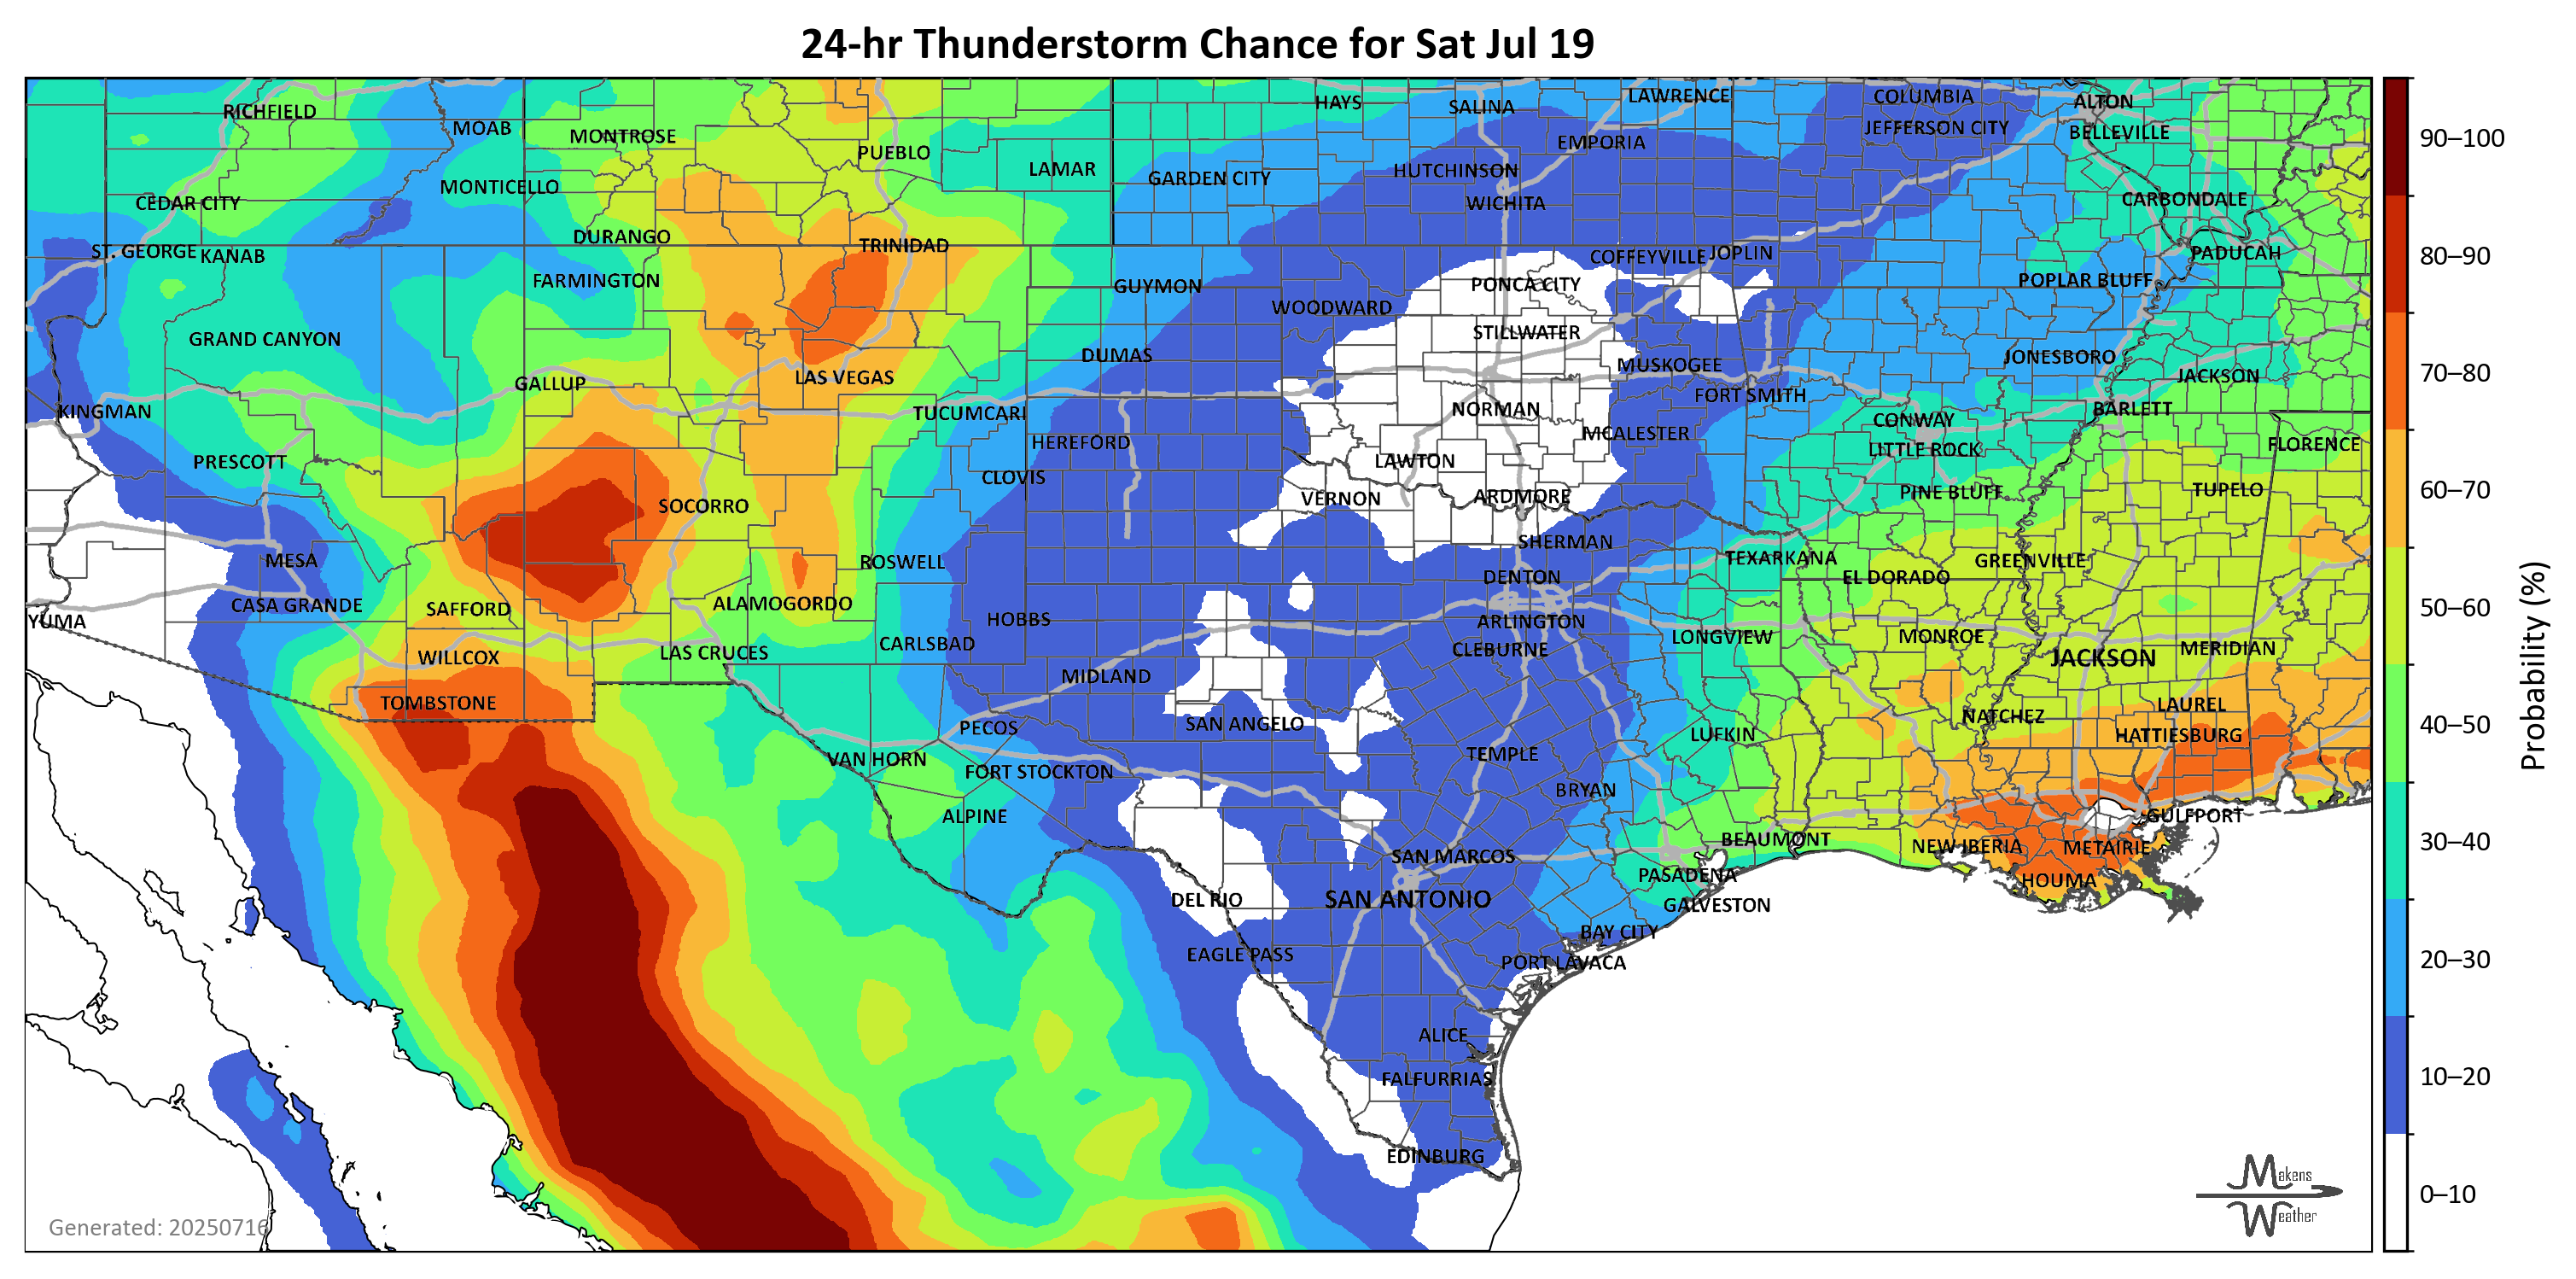 24-hr Thunderstorm Chance for Sat Jul 19
RICHFIELD
MOAB
MONTROSE
PUEBLO
LAMAR
HAYS
SALINA
LAWRENCE
COLUMBIA
ALTON
EMPORIA
JEFFERSON CITY
BELLEVILLE
MONTICELLO
GARDEN CITY
HUTCHINSON
CEDAR CITY
WICHITA
CARBONDALE
DURANGO
TRINIDAD
ST. GEORGE
KANAB
COFFEYVILLE
JOPLIN
PADUCAH
FARMINGTON
GUYMON
PONCA CITY
POPLAR BLUFF
WOODWARD
GRAND CANYON
STILLWATER
DUMAS
MUSKOGEE
JONESBORO
GALLUP
LAS VEGAS
FORT SMITH
JACKSON
KINGMAN
TUCUMCARI
NORMAN
CONWAY
BARLETT
HEREFORD
MCALESTER
LITTLE ROCK
FLORENCE
PRESCOTT
CLOVIS
LAWTON
SOCORRO
VERNON
ARDMORE
PINE BLUFF
TUPELO
MESA
ROSWELL
SHERMAN
TEXARKANA
GREENVILLE
CASA GRANDE
SAFFORD
ALAMOGORDO
DENTON
EL DORADO
YUMA
HOBBS
ARLINGTON
WILLCOX
LAS CRUCES
CARLSBAD
CLEBURNE
LONGVIEW
MONROE
JACKSON
MERIDIAN
TOMBSTONE
MIDLAND
PECOS
SAN ANGELO
LUFKIN
NATCHEZ
LAUREL
HATTIESBURG
VAN HORN
FORT STOCKTON
TEMPLE
BRYAN
ALPINE
BEAUMONT
GULFPORT
SAN MARCOS
NEW IBERIA
METAIRIE
DEL RIO
SAN ANTONIO
PASADENA
HOUMA
GALVESTON
EAGLE PASS
BAY CITY
PORT LAVACA
ALICE
FALFURRIAS
EDINBURG
Generated: 20250716
Makens
Weather
90–100
80–90
70–80
60–70
50–60
40–50
30–40
20–30
10–20
0–10
Probability (%)